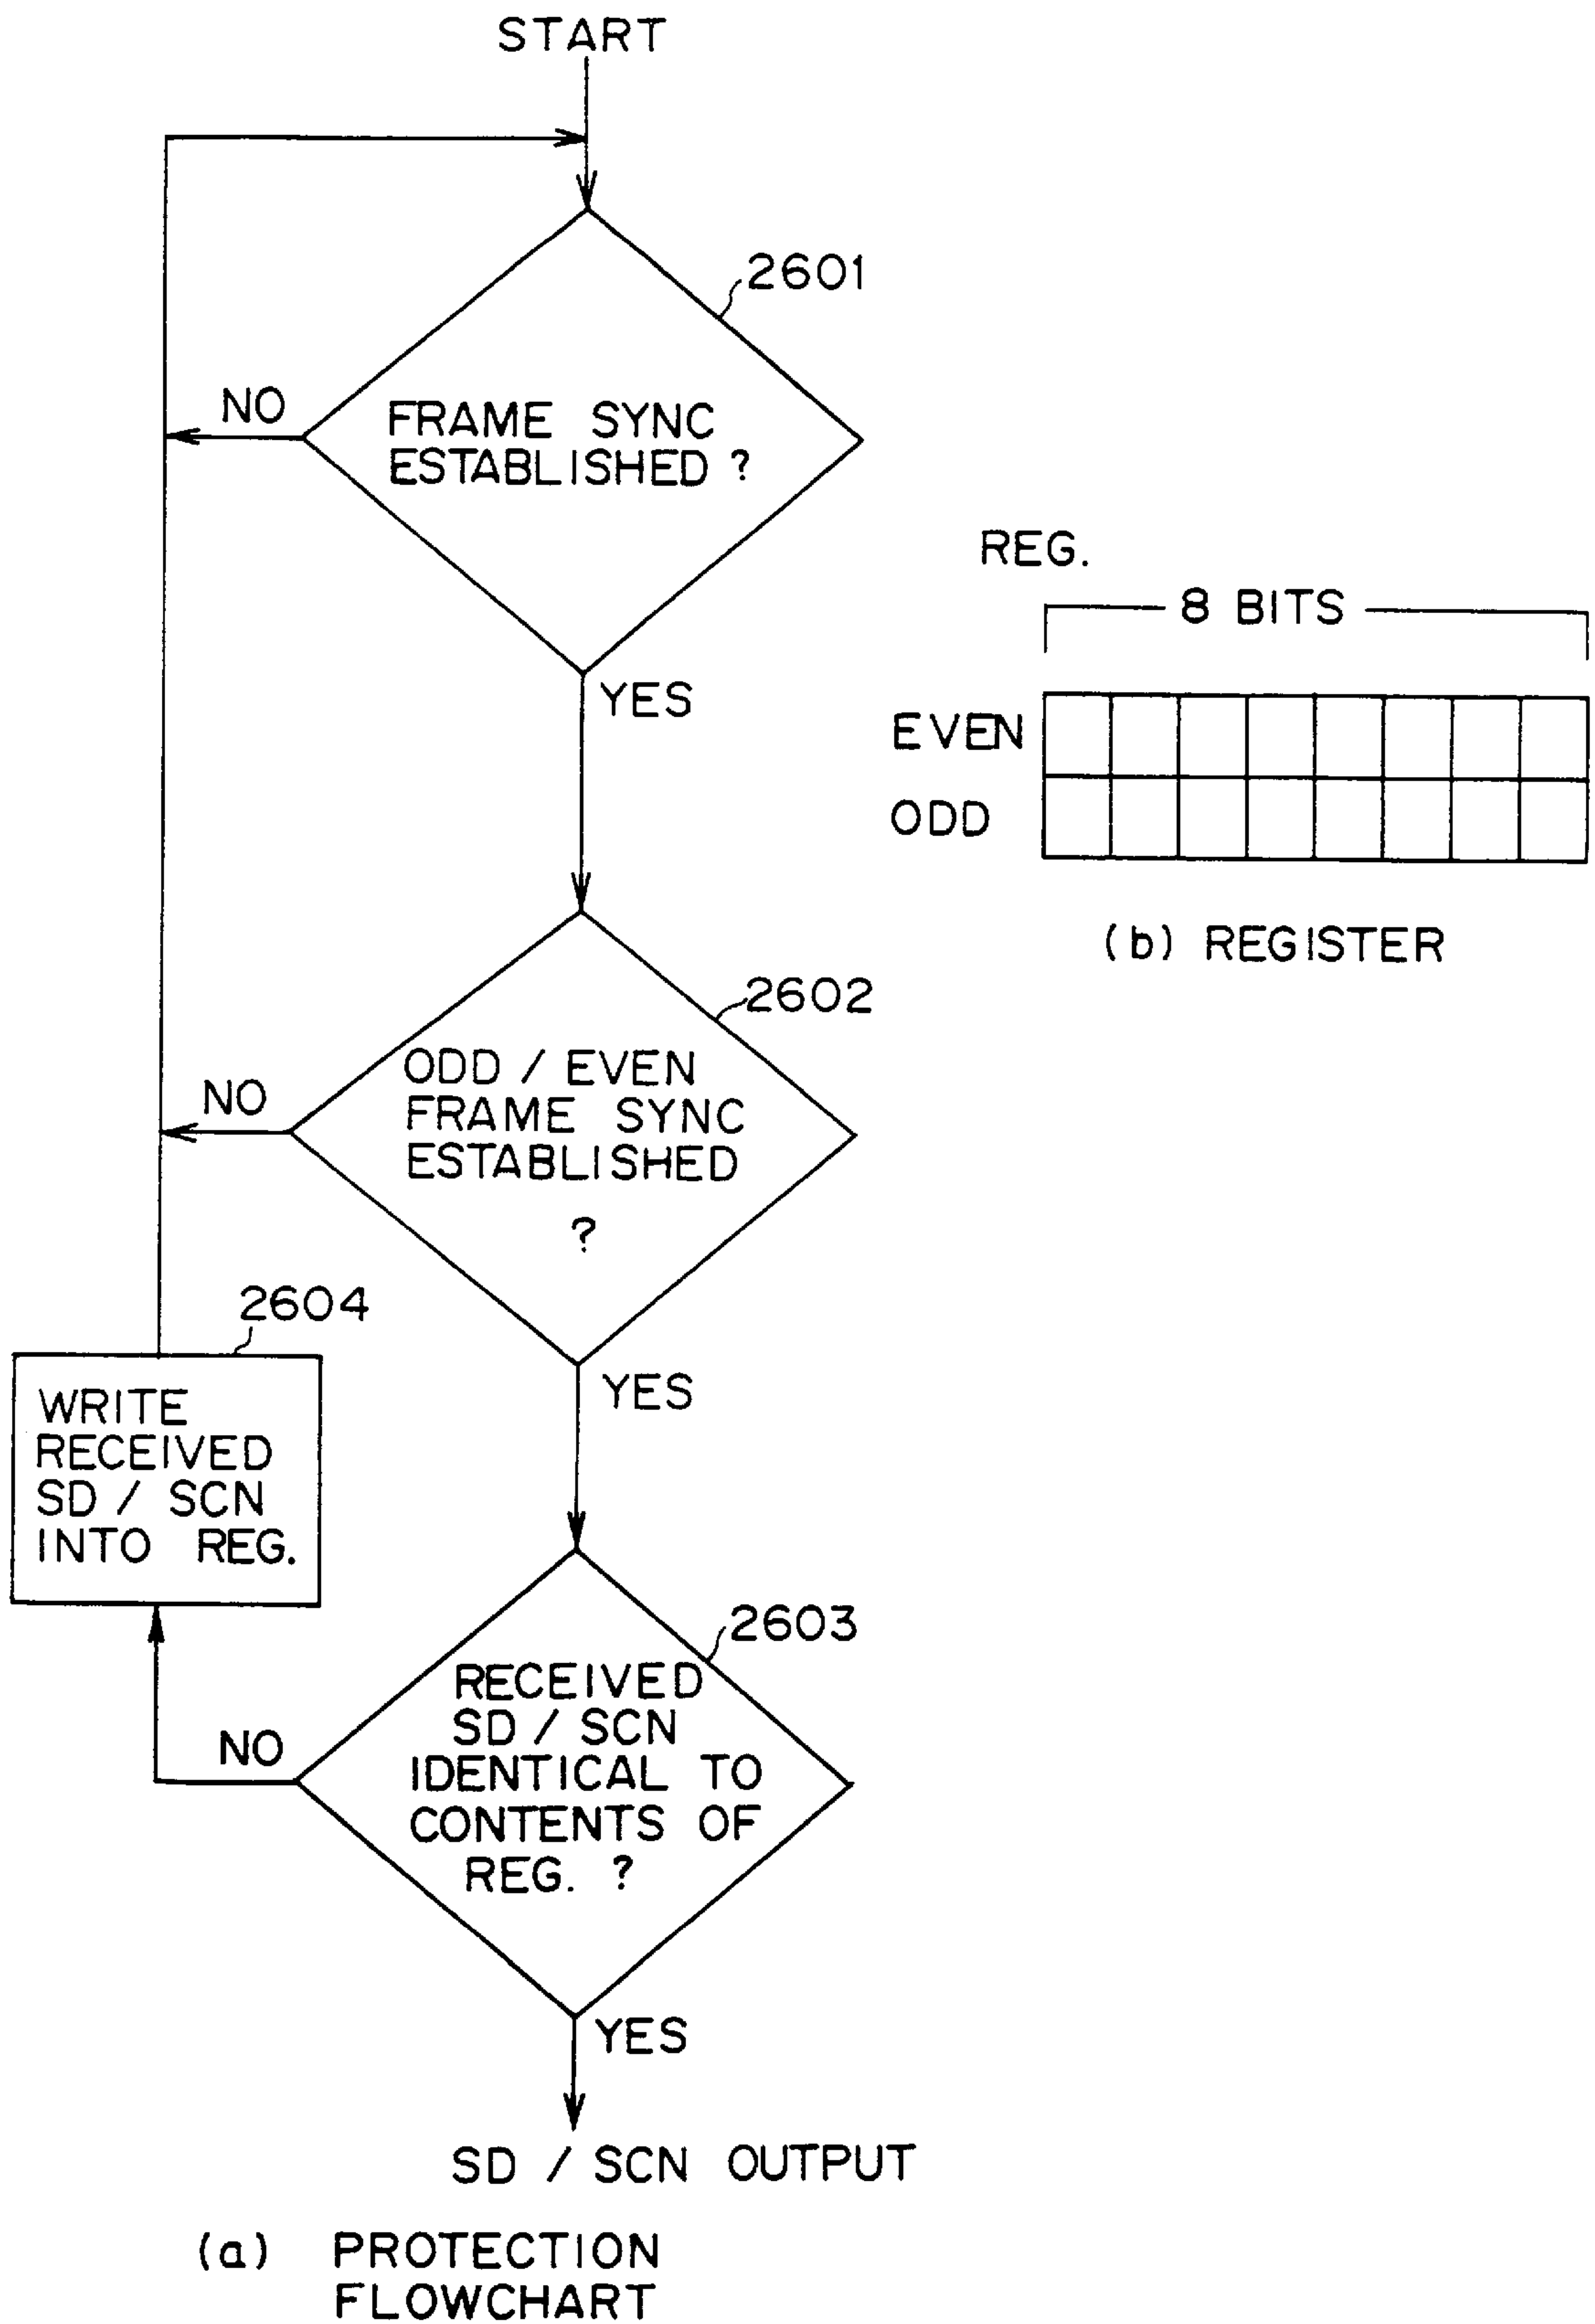 START
2601
NO
FRAME SYNC
ESTABLISHED ?
YES
REG.
8 BITS
EVEN
ODD
(b) REGISTER
2602
ODD / EVEN
FRAME SYNC
ESTABLISHED
?
NO
YES
2604
WRITE
RECEIVED
SD / SCN
INTO REG.
2603
RECEIVED
SD / SCN
IDENTICAL TO
CONTENTS OF
REG. ?
NO
YES
SD / SCN OUTPUT
(a) PROTECTION
FLOWCHART